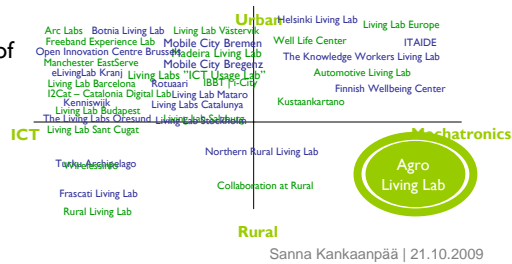 Urban
Helsinki Living Lab
Living Lab Europe
Arc Labs Botnia Living Lab Living Lab Västervik
Freeband Experience Lab Mobile City Bremen Well Life Center ITAIDE
of
Open Innovation Centre Brussels Madeira Living Lab The Knowledge Workers Living Lab
Manchester EastServe Mobile City Bregenz
eLivingLab Kranj Living Labs "ICT Usage Lab" Automotive Living Lab
Living Lab Barcelona Rotuaari IBBT i-City
I2Cat – Catalonia Digital Lab Living Lab Mataro Finnish Wellbeing Center
Kenniswijk Living Labs Catalunya Kustaankartano
Living Lab Budapest
The Living Labs Oresund Living Lab Stockholm Living Lab Salzburg
ICT Living Lab Sant Cugat Mechatronics
Northern Rural Living Lab
Turku Archipelago
Agro
Living Lab
Frascati Living Lab Collaboration at Rural
Rural Living Lab
Rural
Sanna Kankaanpää | 21.10.2009